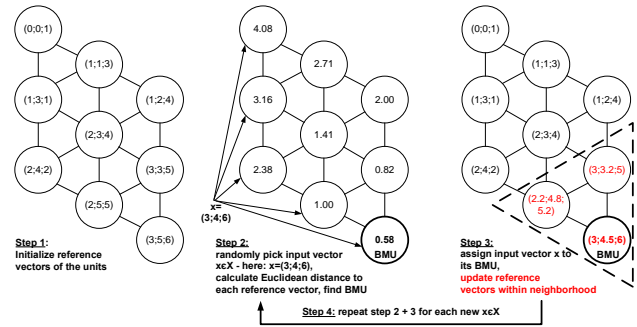 (0;0;1)
(1;1;3)
(1;3;1)
(1;2;4)
(2;3;4)
(2;4;2)
(3;3;5)
(2;5;5)
(3;5;6)
Step 1:
Initialize reference
vectors of the units
4.08
2.71
3.16
2.00
1.41
2.38
0.82
1.00
x=
(3;4;6)
0.58
BMU
Step 2:
randomly pick input vector
xϵX - here: x=(3;4;6),
calculate Euclidean distance to
each reference vector, find BMU
(0;0;1)
(1;1;3)
(1;3;1)
(1;2;4)
(2;3;4)
(2;4;2)
(3;3.2;5)
(2.2;4.8;
5.2)
(3;4.5;6)
BMU
Step 3:
assign input vector x to
its BMU,
update reference
vectors within neighborhood
Step 4: repeat step 2 + 3 for each new xϵX